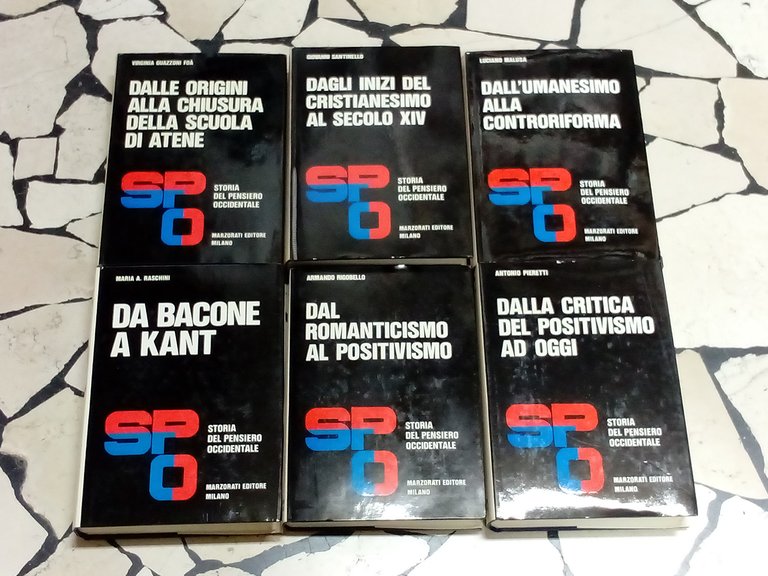 VIRGINIA GUAZZONI FOÀ
DALLE ORIGINI
ALLA CHIUSURA
DELLA SCUOLA
DI ATENE
SPO
STORIA
DEL PENSIERO
OCCIDENTALE
MARZORATI EDITORE
MILANO
GIOVANNI SANTINELLO
DAGLI INIZI DEL
CRISTIANESIMO
AL SECOLO XIV
SPO
STORIA
DEL PENSIERO
OCCIDENTALE
MARZORATI EDITORE
MILANO
LUCIANO MALUSA
DALL'UMANESIMO
ALLA
CONTRORIFORMA
SPO
STORIA
DEL PENSIERO
OCCIDENTALE
MARZORATI EDITORE
MILANO
MARIA A. RASCHINI
DA BACONE
A KANT
SPO
STORIA
DEL PENSIERO
OCCIDENTALE
MARZORATI EDITORE
MILANO
ARMANDO RIGOBELLO
DAL
ROMANTICISMO
AL POSITIVISMO
SPO
STORIA
DEL PENSIERO
OCCIDENTALE
MARZORATI EDITORE
MILANO
ANTONIO PIERETTI
DALLA CRITICA
DEL POSITIVISMO
AD OGGI
SPO
STORIA
DEL PENSIERO
OCCIDENTALE
MARZORATI EDITORE
MILANO